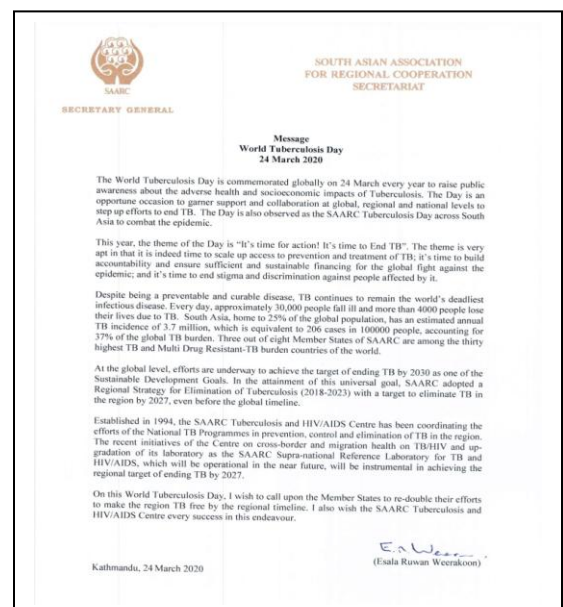 SAARC
SECRETARY GENERAL
SOUTH ASIAN ASSOCIATION
FOR REGIONAL COOPERATION
SECRETARIAT
Message
World Tuberculosis Day
24 March 2020
The World Tuberculosis Day is commemorated globally on 24 March every year to raise public
awareness about the adverse health and socioeconomic impacts of Tuberculosis. The Day is an
opportune occasion to garner support and collaboration at global, regional and national levels to
step up efforts to end TB. The Day is also observed as the SAARC Tuberculosis Day across South
Asia to combat the epidemic.
This year, the theme of the Day is “It's time for action! It's time to End TB”. The theme is very
apt in that it is indeed time to scale up access to prevention and treatment of TB; it's time to build
accountability and ensure sufficient and sustainable financing for the global fight against the
epidemic; and it's time to end stigma and discrimination against people affected by it.
Despite being a preventable and curable disease, TB continues to remain the world's deadliest
infectious disease. Every day, approximately 30,000 people fall ill and more than 4000 people lose
their lives due to TB. South Asia, home to 25% of the global population, has an estimated annual
TB incidence of 3.7 million, which is equivalent to 206 cases in 100000 people, accounting for
37% of the global TB burden. Three out of eight Member States of SAARC are among the thirty
highest TB and Multi Drug Resistant-TB burden countries of the world.
At the global level, efforts are underway to achieve the target of ending TB by 2030 as one of the
Sustainable Development Goals. In the attainment of this universal goal, SAARC adopted a
Regional Strategy for Elimination of Tuberculosis (2018-2023) with a target to eliminate TB in
the region by 2027, even before the global timeline.
Established in 1994, the SAARC Tuberculosis and HIV/AIDS Centre has been coordinating the
efforts of the National TB Programmes in prevention, control and elimination of TB in the region.
The recent initiatives of the Centre on cross-border and migration health on TB/HIV and up-
gradation of its laboratory as the SAARC Supra-national Reference Laboratory for TB and
HIV/AIDS, which will be operational in the near future, will be instrumental in achieving the
regional target of ending TB by 2027.
On this World Tuberculosis Day, I wish to call upon the Member States to re-double their efforts
to make the region TB free by the regional timeline. I also wish the SAARC Tuberculosis and
HIV/AIDS Centre every success in this endeavour.
(Esala Ruwan Weerakoon)
Kathmandu, 24 March 2020